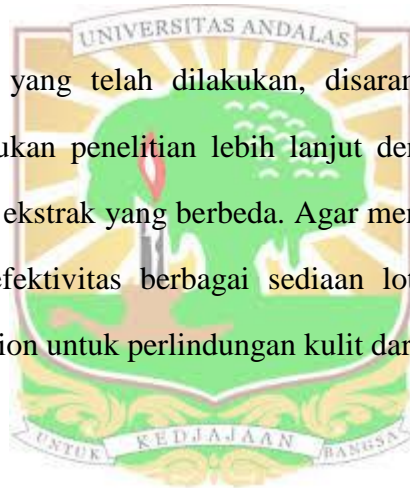 UNIVERSITAS ANDALAS
yang telah dilakukan, disaran
ukan penelitian lebih lanjut den
ekstrak yang berbeda. Agar men
efektivitas berbagai sediaan lot
ion untuk perlindungan kulit dar
UNTUK KEDJAJAAN BANGSA